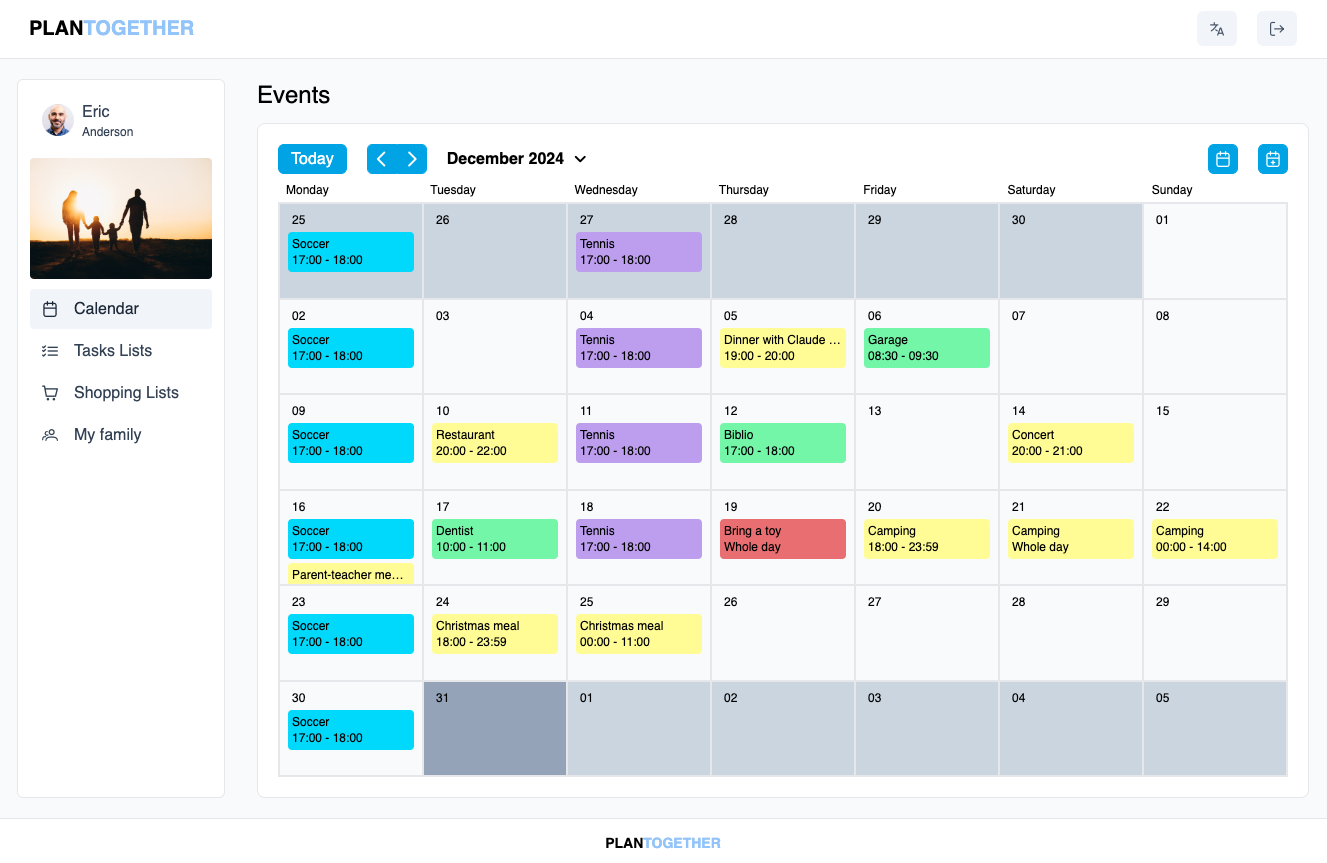 PLANTOGETHER
Eric
Anderson
Calendar
Tasks Lists
Shopping Lists
My family
Events
Today
December 2024
Monday Tuesday Wednesday Thursday Friday Saturday Sunday
25 26 27 28 29 30 01
Soccer Tennis
17:00 - 18:00 17:00 - 18:00
02 03 04 05 06 07 08
Soccer Tennis Dinner with Claude ... Garage
17:00 - 18:00 17:00 - 18:00 19:00 - 20:00 08:30 - 09:30
09 10 11 12 13 14 15
Soccer Restaurant Tennis Biblio Concert
17:00 - 18:00 20:00 - 22:00 17:00 - 18:00 17:00 - 18:00 20:00 - 21:00
16 17 18 19 20 21 22
Soccer Dentist Tennis Bring a toy Camping Camping Camping
17:00 - 18:00 10:00 - 11:00 17:00 - 18:00 Whole day 18:00 - 23:59 Whole day 00:00 - 14:00
Parent-teacher me...
23 24 25 26 27 28 29
Soccer Christmas meal Christmas meal
17:00 - 18:00 18:00 - 23:59 00:00 - 11:00
30 31 01 02 03 04 05
Soccer
17:00 - 18:00
PLANTOGETHER